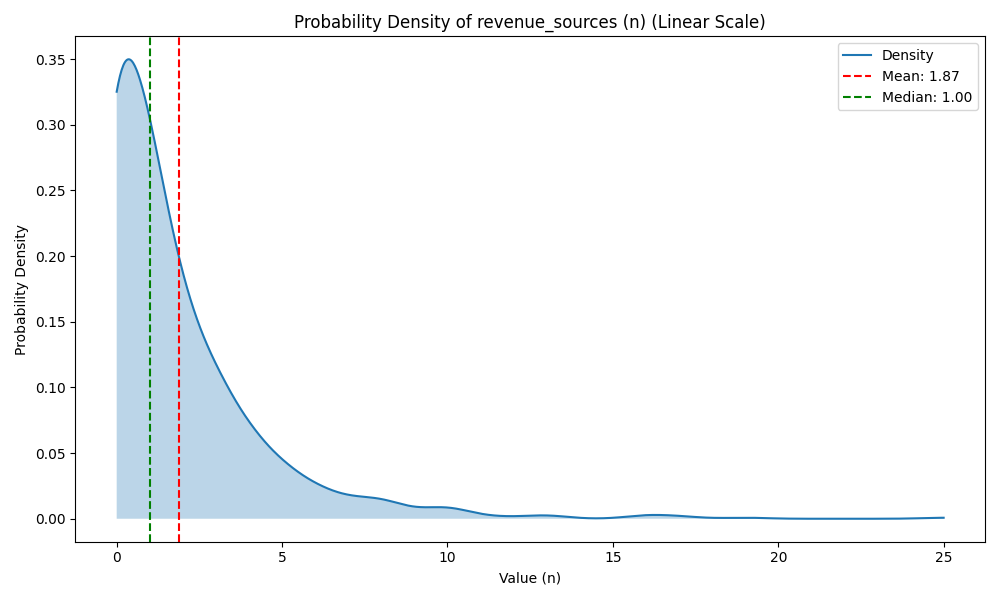 Probability Density of revenue_sources (n) (Linear Scale)
Density
Mean: 1.87
Median: 1.00
Probability Density
0.35
0.30
0.25
0.20
0.15
0.10
0.05
0.00
0 5 10 15 20 25
Value (n)